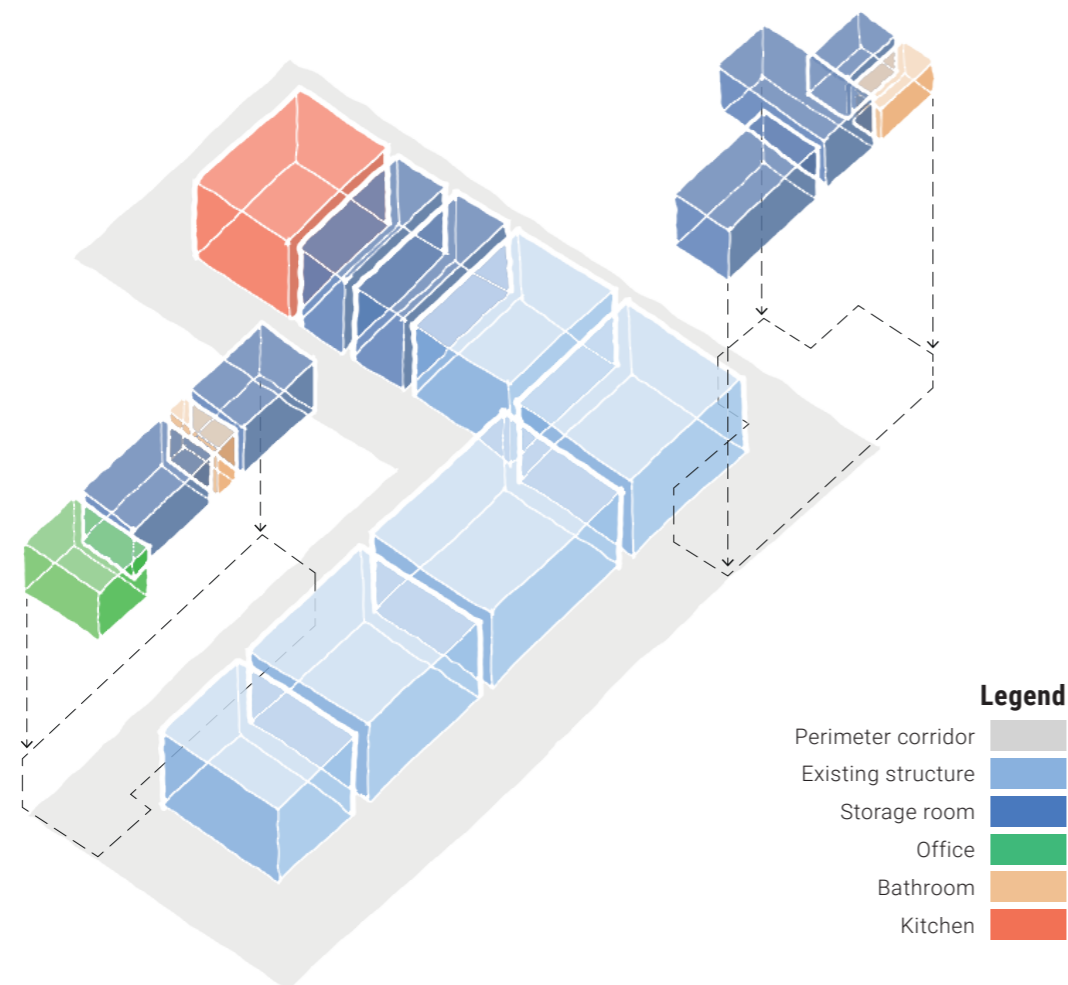 Legend
Perimeter corridor
Existing structure
Storage room
Office
Bathroom
Kitchen